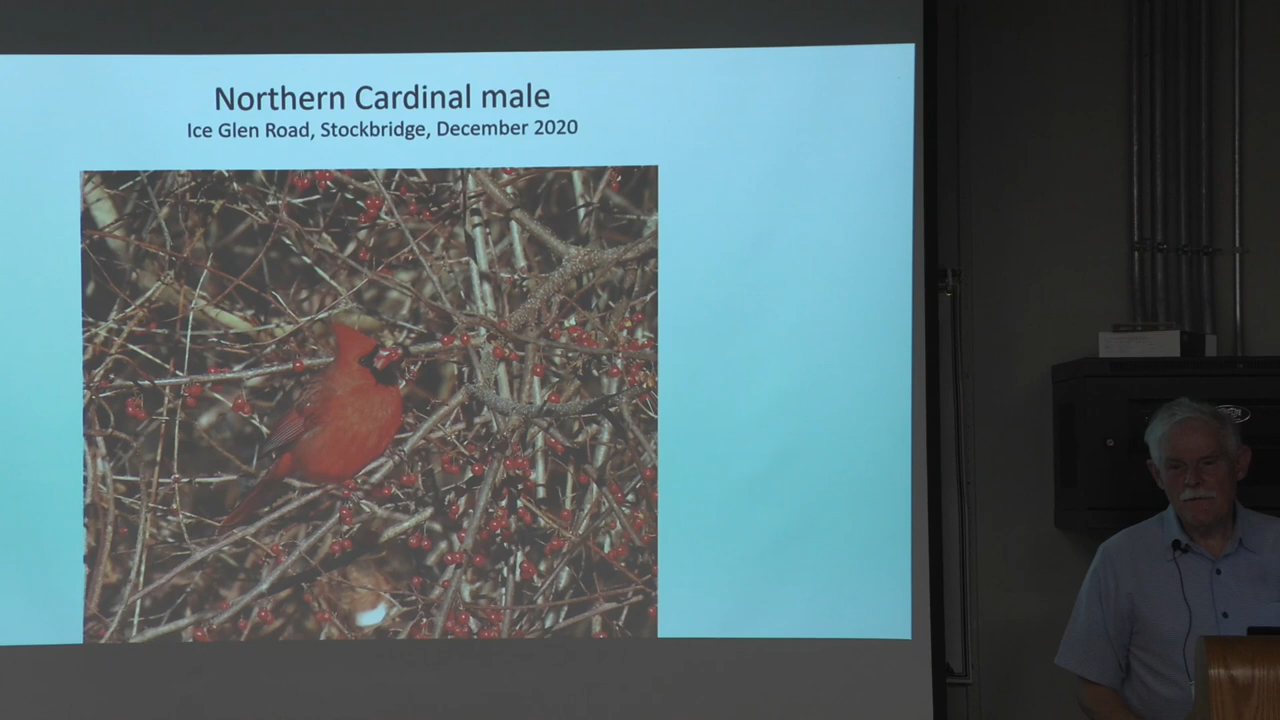 Northern Cardinal male
Ice Glen Road, Stockbridge, December 2020